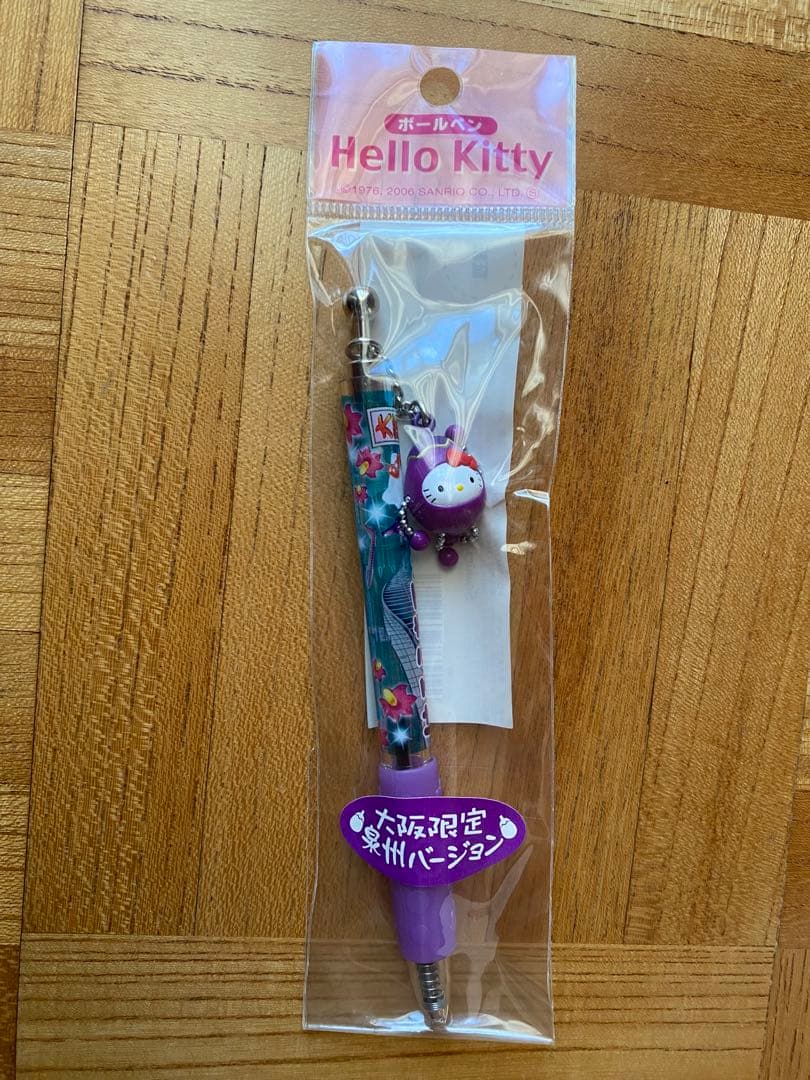 ボールペン
Hello Kitty
©1976, 2006 SANRIO CO., LTD. Ⓢ
大阪限定
泉州バージョン